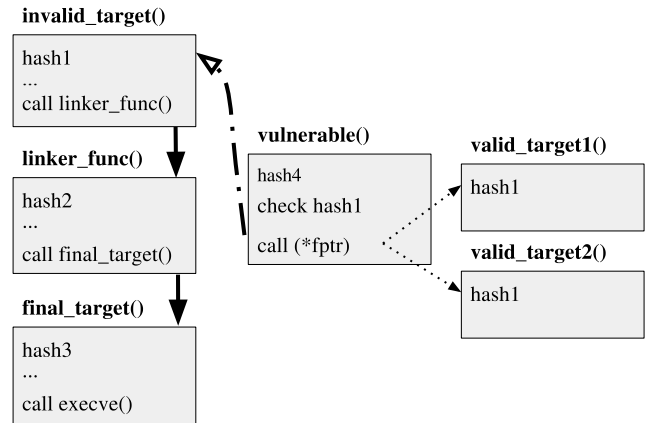 invalid_target()
hash1
...
call linker_func()
linker_func()
hash2
...
call final_target()
final_target()
hash3
...
call execve()
vulnerable()
hash4
check hash1
call (*fptr)
valid_target1()
hash1
valid_target2()
hash1